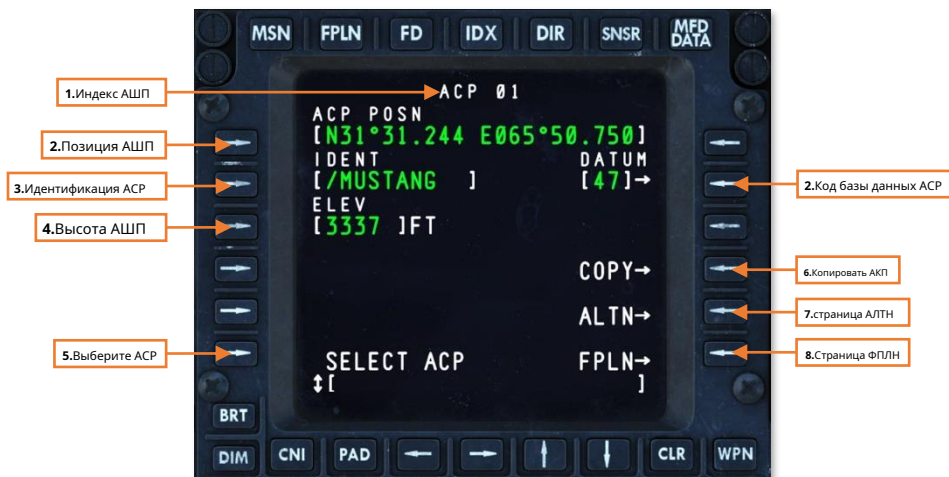 MSN FPLN FD IDX DIR SNSR MFD DATA
1.Индекс АШП
ACP 01
ACP POSN
[N31°31.244 E065°50.750]
2.Позиция АШП
IDENT DATUM
[/MUSTANG ] [47]→
3.Идентификация АСР
2.Код базы данных АСР
ELEV
[3337 ]FT
4.Высота АШП
COPY→
6.Копировать АКП
ALTN→
7.страница АЛТН
5.Выберите АСР
SELECT ACP FPLN→
8.Страница ФПЛН
↕[ ]
BRT
DIM CNI PAD ← → ↑ ↓ CLR WPN